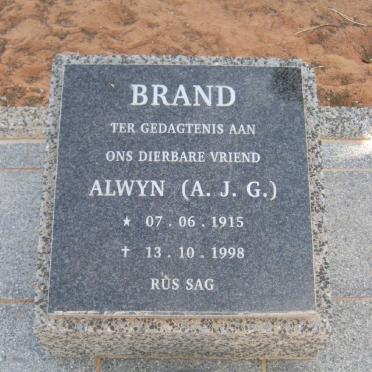 BRAND
TER GEDAGTENIS AAN
ONS DIERBARE VRIEND
ALWYN (A. J. G.)
★ 07 . 06 . 1915
† 13 . 10 . 1998
RUS SAG